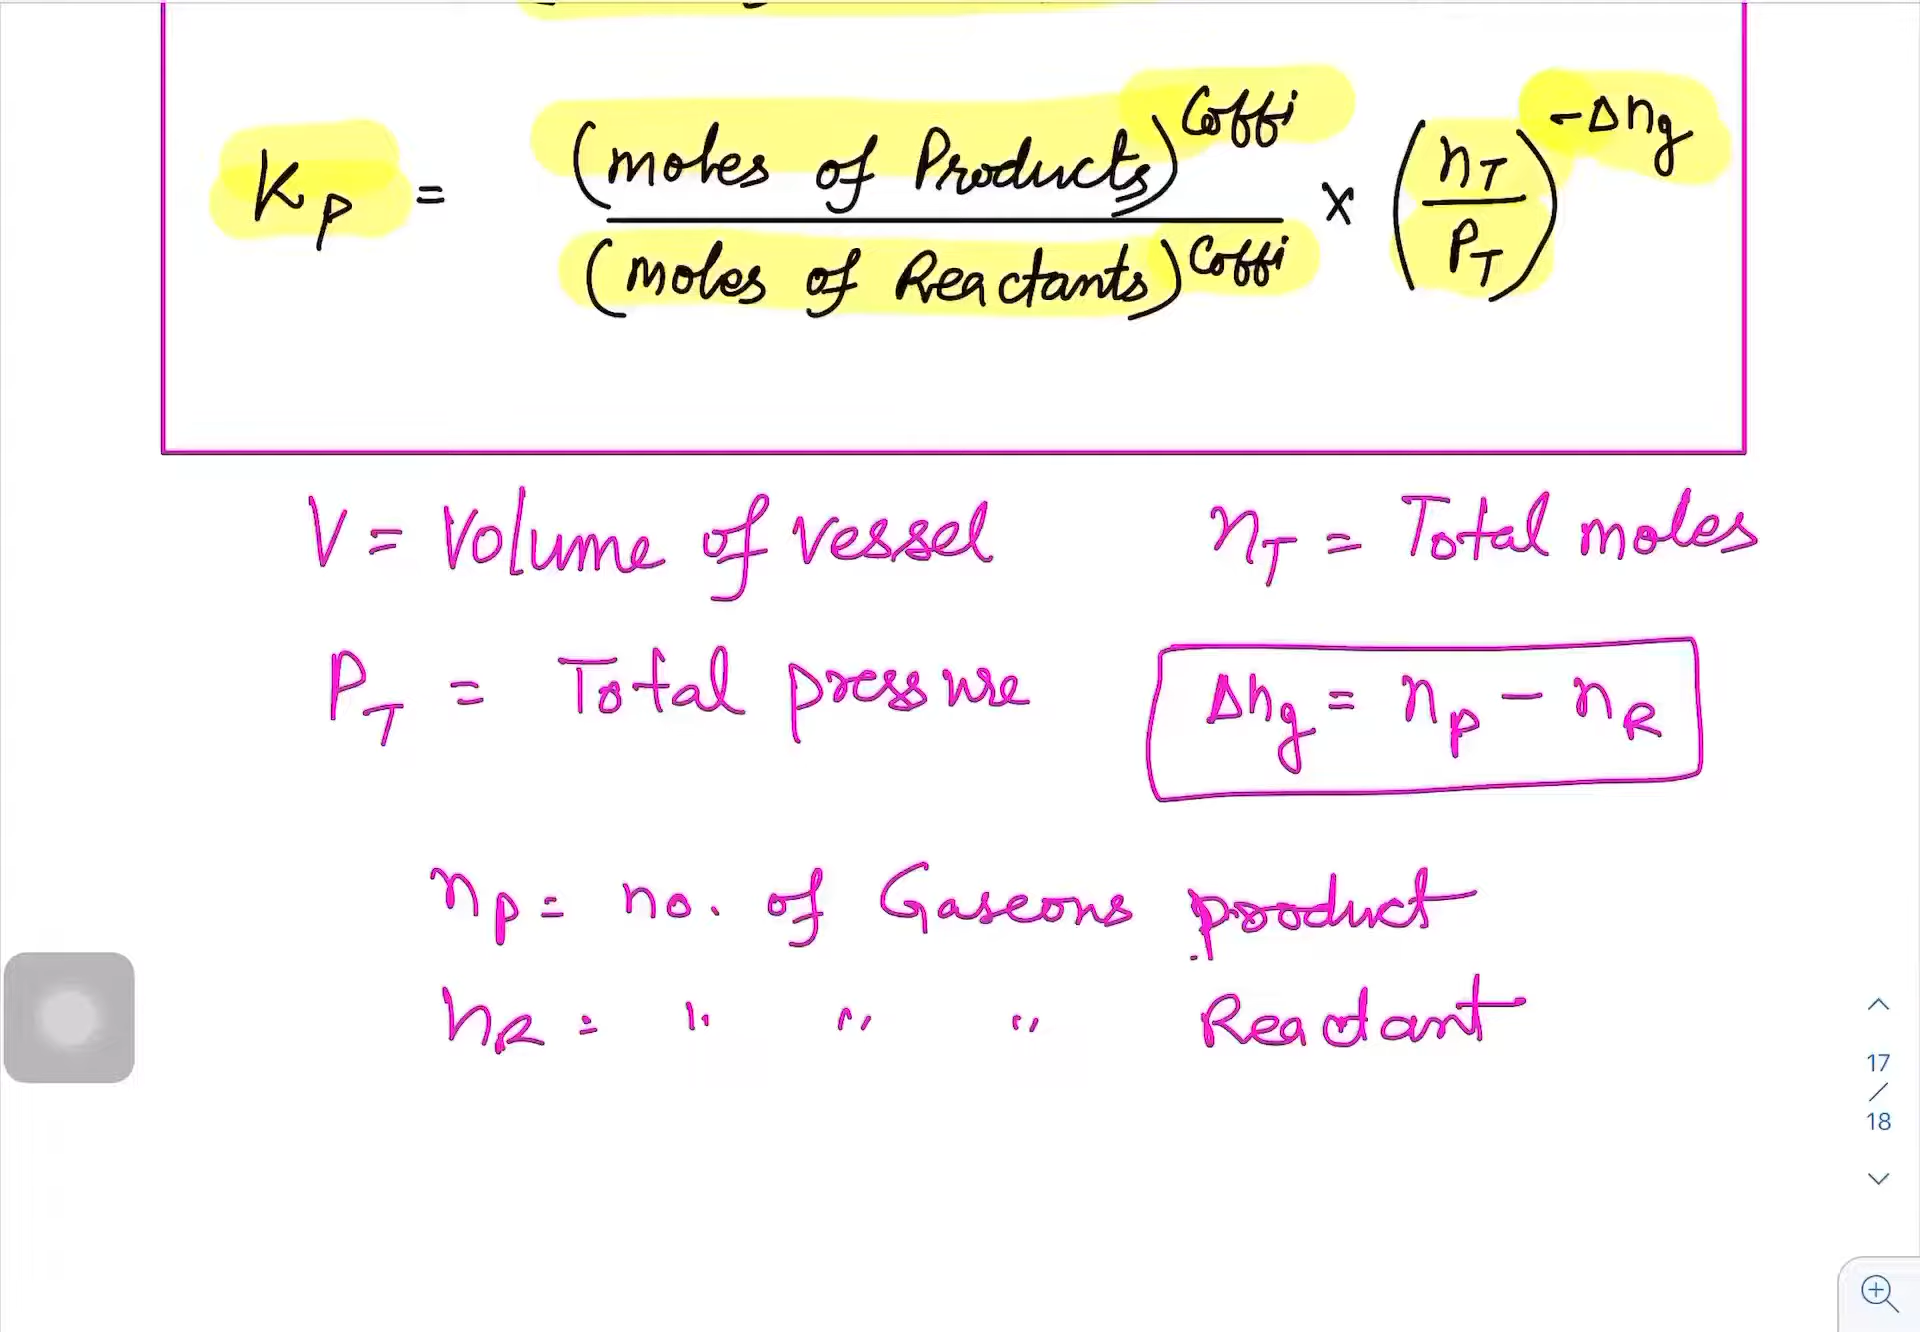 Kp = (moles of Products)^Coffi / (moles of Reactants)^Coffi × (nT / PT)^-Δng
V = Volume of vessel
nT = Total moles
PT = Total pressure
Δng = np - nR
np = no. of Gaseous product
nR = " " " Reactant
17
/
18